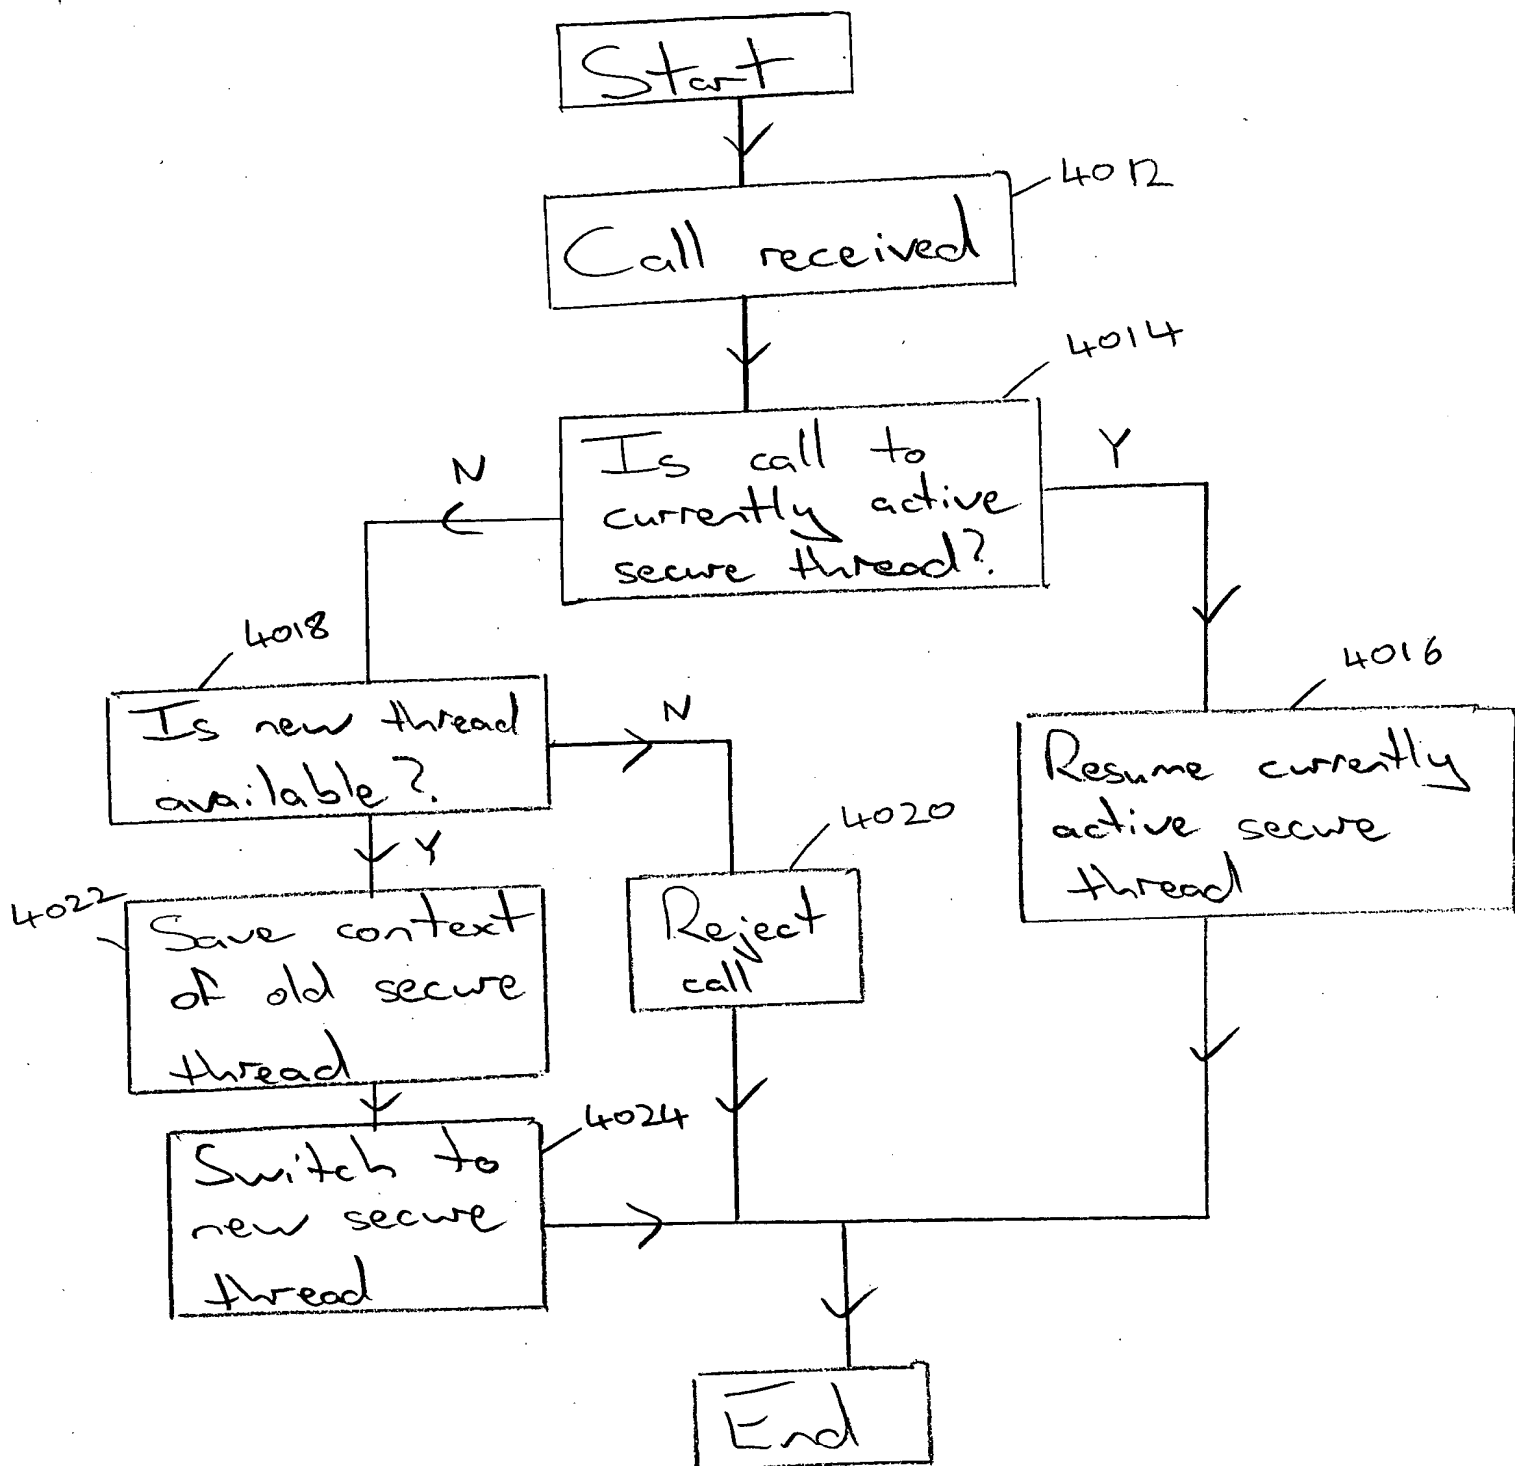 Start
4012
Call received
4014
Is call to
currently active
secure thread?
N
Y
4018
Is new thread
available?
N
Y
4016
Resume currently
active secure
thread
4020
Reject
call
4022
Save context
of old secure
thread
4024
Switch to
new secure
thread
End